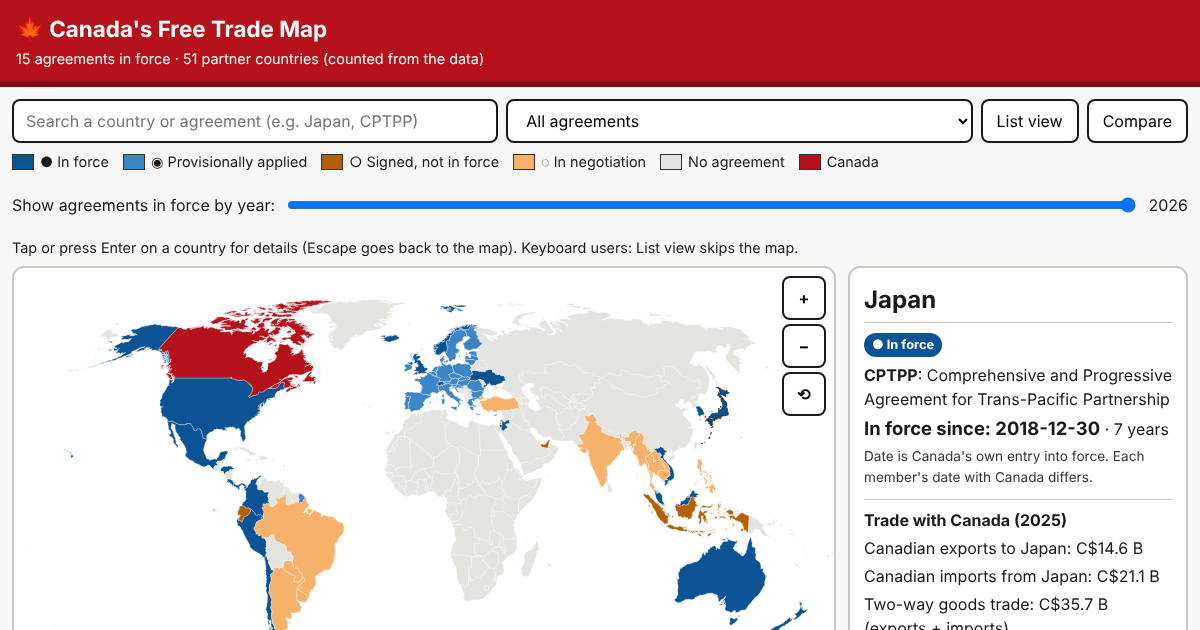 Canada's Free Trade Map
15 agreements in force · 51 partner countries (counted from the data)
Search a country or agreement (e.g. Japan, CPTPP)
All agreements
List view
Compare
● In force
◉ Provisionally applied
○ Signed, not in force
◌ In negotiation
No agreement
Canada
Show agreements in force by year:
2026
Tap or press Enter on a country for details (Escape goes back to the map). Keyboard users: List view skips the map.
+
−
⟲
Japan
● In force
CPTPP: Comprehensive and Progressive
Agreement for Trans-Pacific Partnership
In force since: 2018-12-30 · 7 years
Date is Canada's own entry into force. Each
member's date with Canada differs.
Trade with Canada (2025)
Canadian exports to Japan: C$14.6 B
Canadian imports from Japan: C$21.1 B
Two-way goods trade: C$35.7 B
(exports + imports)